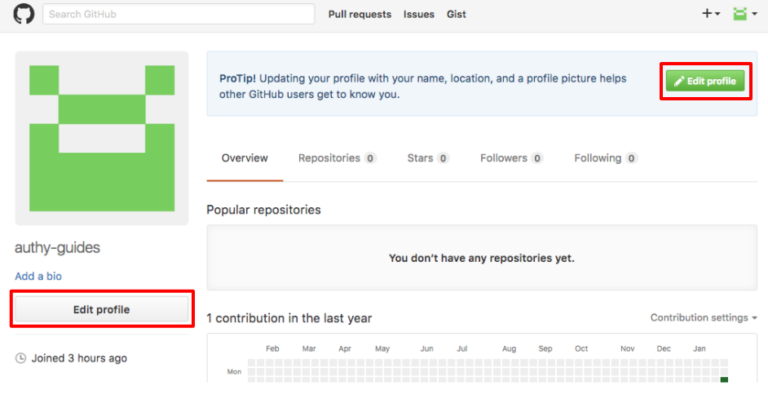 Search GitHub
Pull requests Issues Gist
ProTip! Updating your profile with your name, location, and a profile picture helps
other GitHub users get to know you.
Edit profile
Overview Repositories 0 Stars 0 Followers 0 Following 0
Popular repositories
You don't have any repositories yet.
authy-guides
Add a bio
Edit profile
Joined 3 hours ago
1 contribution in the last year
Contribution settings
Feb Mar Apr May Jun Jul Aug Sep Oct Nov Dec Jan
Mon